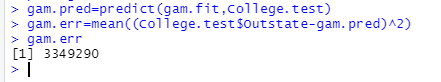 > gam.pred=predict(gam.fit,College.test)
> gam.err=mean((College.test$Outstate-gam.pred)^2)
> gam.err
[1] 3349290
>